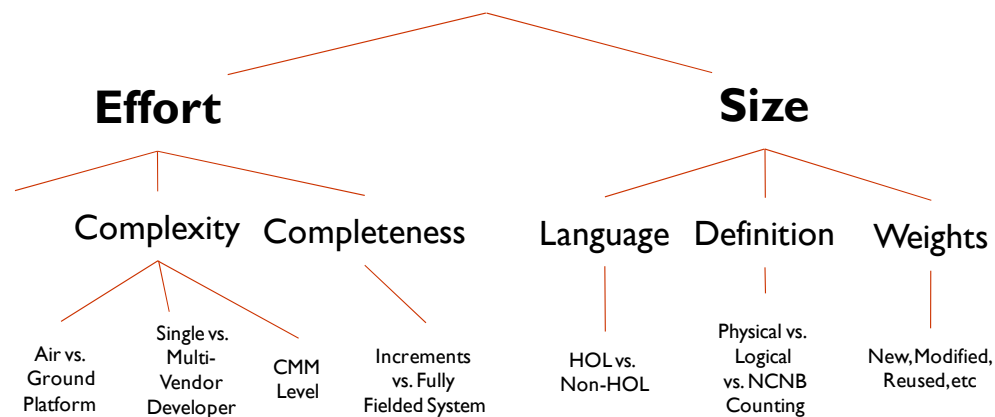 Effort
Size
Complexity
Completeness
Language
Definition
Weights
Air vs.
Ground
Platform
Single vs.
Multi-
Vendor
Developer
CMM
Level
Increments
vs. Fully
Fielded System
HOL vs.
Non-HOL
Physical vs.
Logical
vs. NCNB
Counting
New, Modified,
Reused, etc